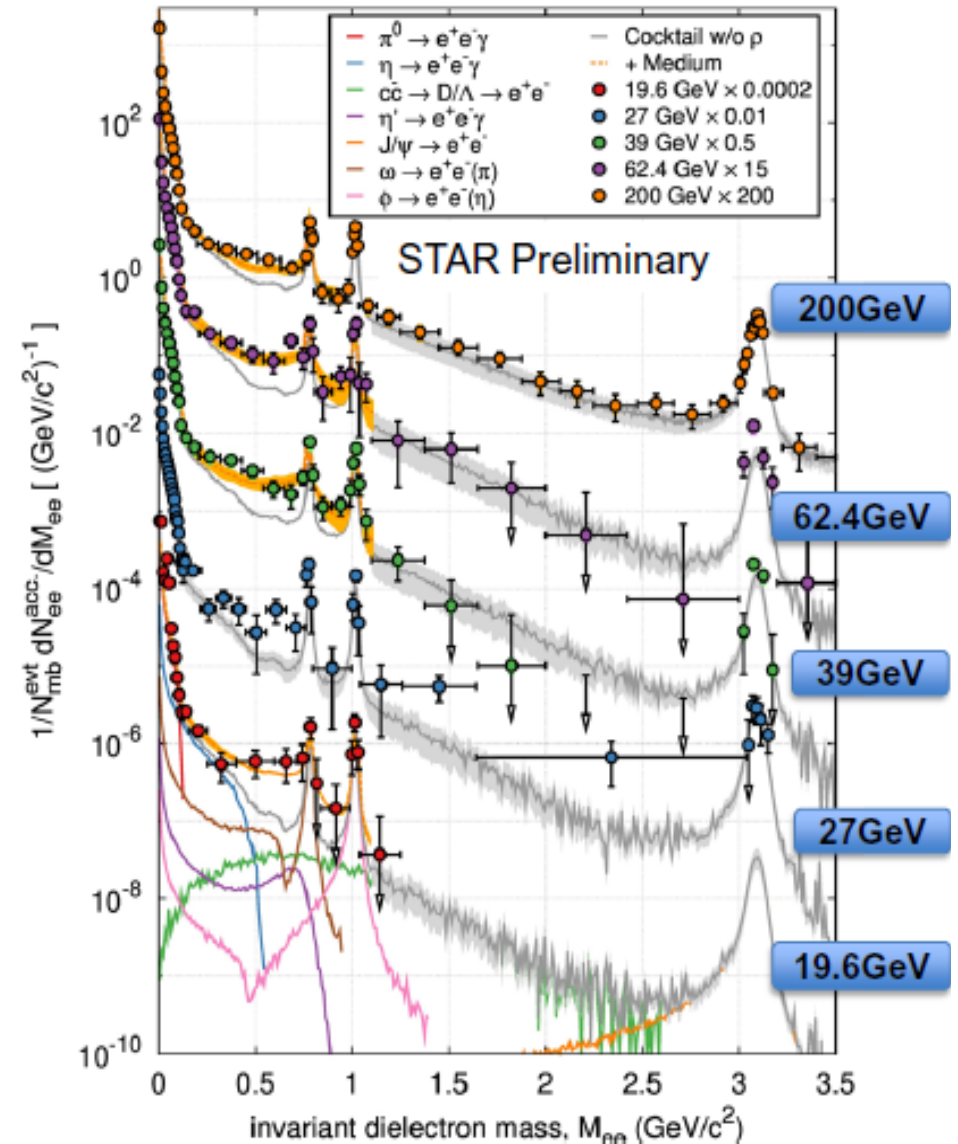 π⁰ → e⁺e⁻γ
η → e⁺e⁻γ
cc̄ → D/Λ → e⁺e⁻
η' → e⁺e⁻γ
J/ψ → e⁺e⁻
ω → e⁺e⁻(π)
ϕ → e⁺e⁻(η)
Cocktail w/o ρ
+ Medium
19.6 GeV × 0.0002
27 GeV × 0.01
39 GeV × 0.5
62.4 GeV × 15
200 GeV × 200
STAR Preliminary
200GeV
62.4GeV
39GeV
27GeV
19.6GeV
1/N_mb^evt dN_ee^acc./dM_ee [ (GeV/c²)⁻¹ ]
10²
10⁰
10⁻²
10⁻⁴
10⁻⁶
10⁻⁸
10⁻¹⁰
0 0.5 1 1.5 2 2.5 3 3.5
invariant dielectron mass, M_ee (GeV/c²)